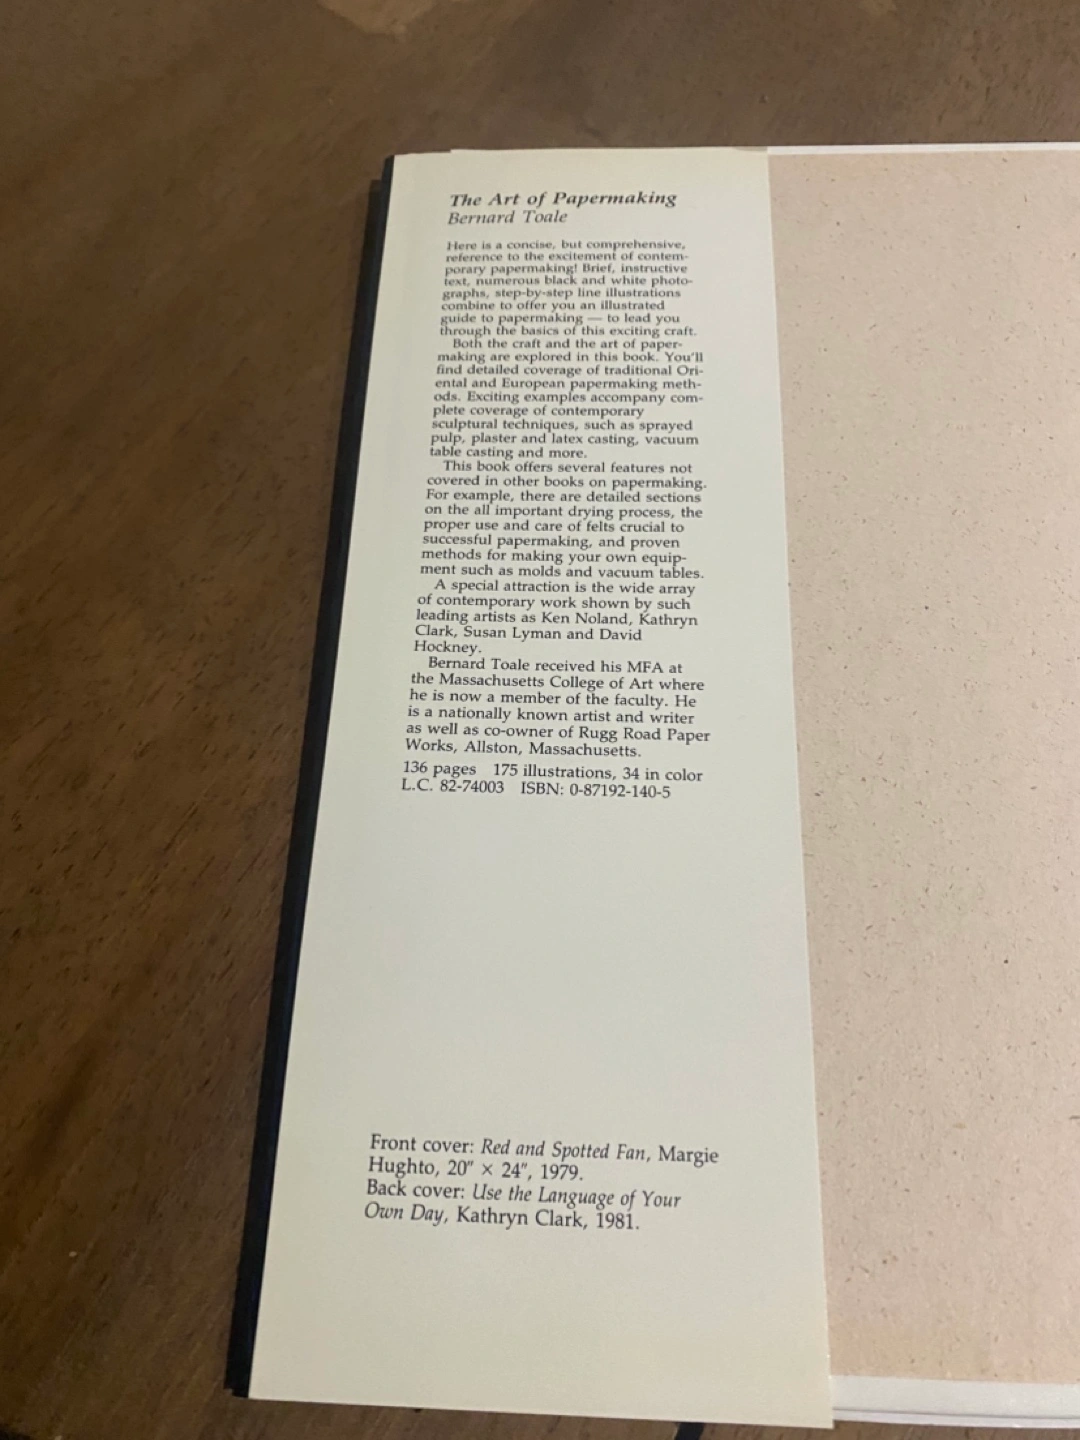 The Art of Papermaking
Bernard Toale
Here is a concise, but comprehensive,
reference to the excitement of contem-
porary papermaking! Brief, instructive
text, numerous black and white photo-
graphs, step-by-step line illustrations
combine to offer you an illustrated
guide to papermaking — to lead you
through the basics of this exciting craft.
Both the craft and the art of paper-
making are explored in this book. You'll
find detailed coverage of traditional Ori-
ental and European papermaking meth-
ods. Exciting examples accompany com-
plete coverage of contemporary
sculptural techniques, such as sprayed
pulp, plaster and latex casting, vacuum
table casting and more.
This book offers several features not
covered in other books on papermaking.
For example, there are detailed sections
on the all important drying process, the
proper use and care of felts crucial to
successful papermaking, and proven
methods for making your own equip-
ment such as molds and vacuum tables.
A special attraction is the wide array
of contemporary work shown by such
leading artists as Ken Noland, Kathryn
Clark, Susan Lyman and David
Hockney.
Bernard Toale received his MFA at
the Massachusetts College of Art where
he is now a member of the faculty. He
is a nationally known artist and writer
as well as co-owner of Rugg Road Paper
Works, Allston, Massachusetts.
136 pages 175 illustrations, 34 in color
L.C. 82-74003 ISBN: 0-87192-140-5
Front cover: Red and Spotted Fan, Margie
Hughto, 20″ × 24″, 1979.
Back cover: Use the Language of Your
Own Day, Kathryn Clark, 1981.